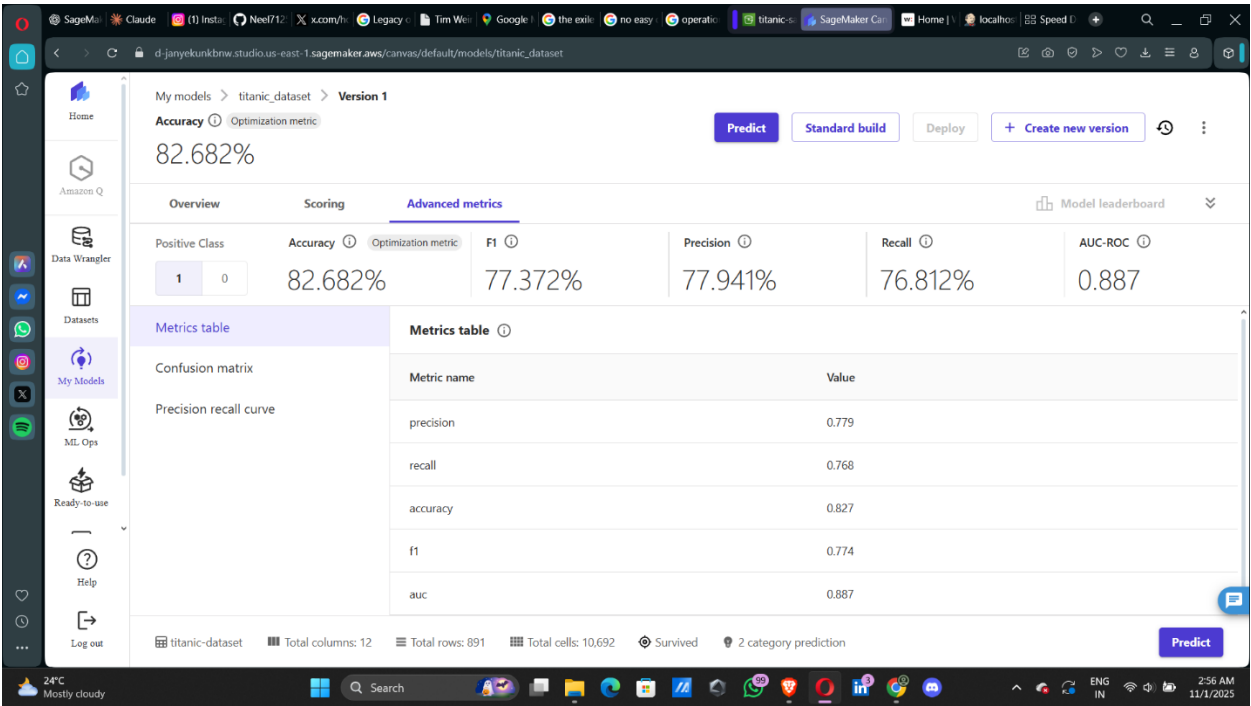 SageMa
Claude
(1) Insta
Neel712
x.com/h
Legacy o
Tim Wei
Google
the exile
no easy
operatio
titanic-s
SageMaker Can
Home | \
localhos
Speed D
d-janyekunkbnw.studio.us-east-1.sagemaker.aws/canvas/default/models/titanic_dataset
Home
Amazon Q
Data Wrangler
Datasets
My Models
ML Ops
Ready-to-use
Help
Log out
My models > titanic_dataset > Version 1
Accuracy Optimization metric
82.682%
Predict
Standard build
Deploy
+ Create new version
Overview
Scoring
Advanced metrics
Model leaderboard
Positive Class
1 0
Accuracy Optimization metric
82.682%
F1
77.372%
Precision
77.941%
Recall
76.812%
AUC-ROC
0.887
Metrics table
Confusion matrix
Precision recall curve
Metrics table
Metric name Value
precision 0.779
recall 0.768
accuracy 0.827
f1 0.774
auc 0.887
titanic-dataset Total columns: 12 Total rows: 891 Total cells: 10,692 Survived 2 category prediction
Predict
24°C
Mostly cloudy
Search
99
3
ENG
IN
2:56 AM
11/1/2025